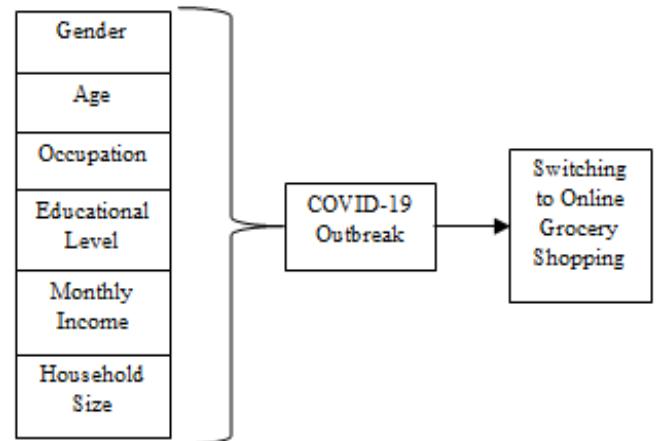 Gender
Age
Occupation
Educational
Level
Monthly
Income
Household
Size
COVID-19
Outbreak
Switching
to Online
Grocery
Shopping